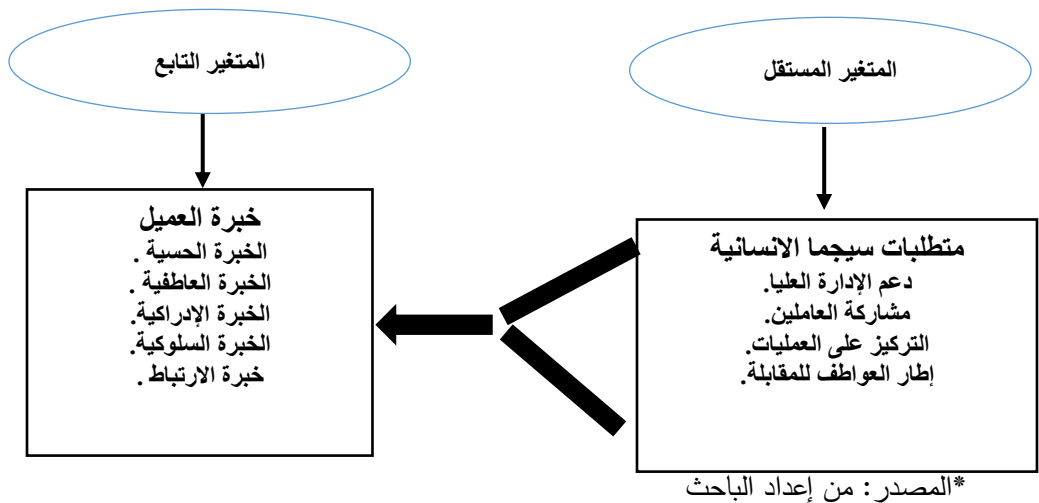 المتغير المستقل
المتغير التابع
متطلبات سيجما الانسانية
دعم الإدارة العليا.
مشاركة العاملين.
التركيز على العمليات.
إطار العواطف للمقابلة.
خبرة العميل
الخبرة الحسية .
الخبرة العاطفية .
الخبرة الإدراكية.
الخبرة السلوكية.
خبرة الارتباط .
*المصدر: من إعداد الباحث